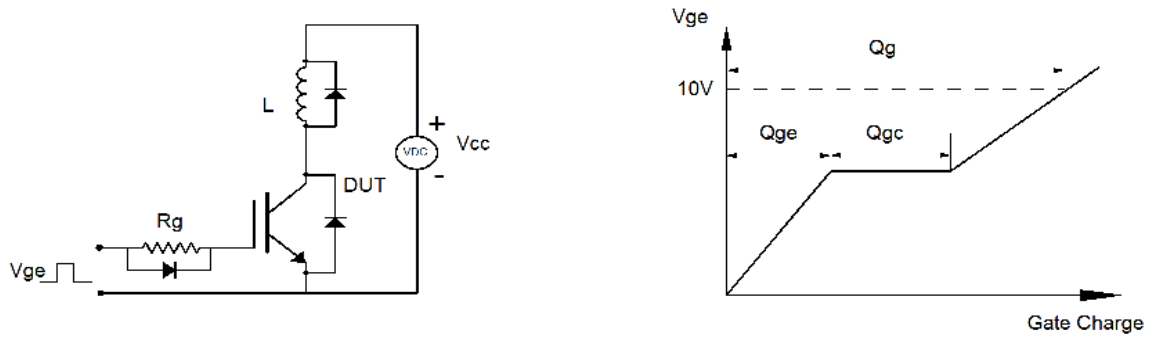 L
+
VDC
Vcc
-
DUT
Rg
Vge
Vge
Qg
10V
Qge
Qgc
Gate Charge